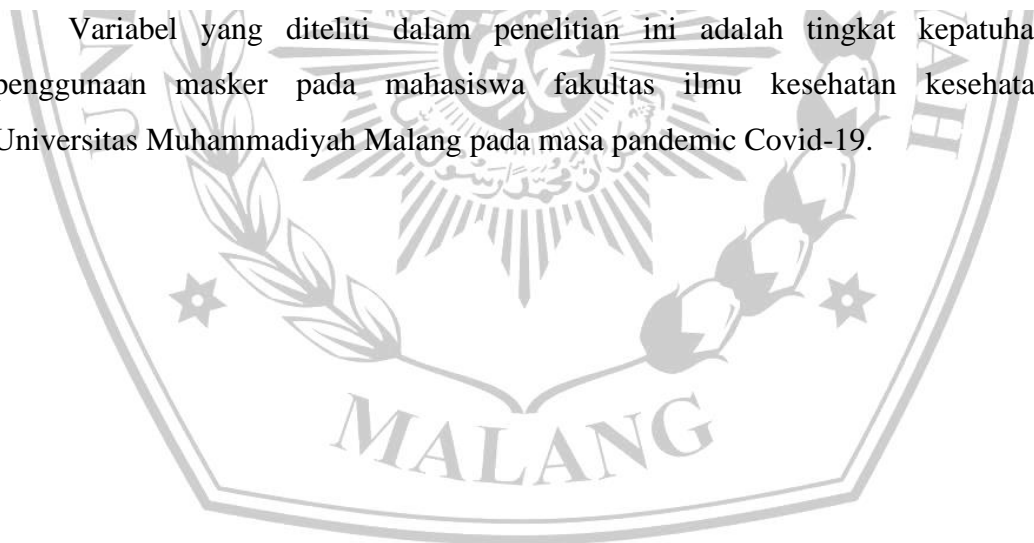 Variabel yang diteliti dalam penelitian ini adalah tingkat kepatuha
penggunaan masker pada mahasiswa fakultas ilmu kesehatan kesehata
Universitas Muhammadiyah Malang pada masa pandemic Covid-19.
MALANG